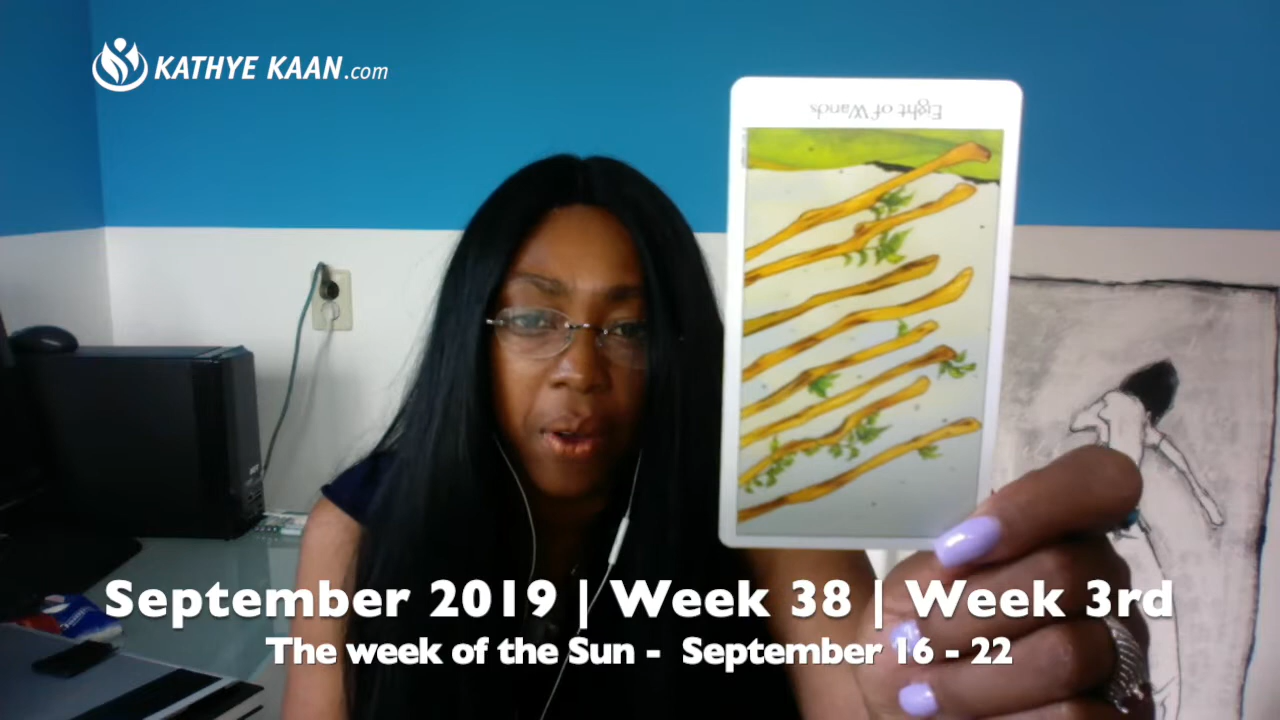 KATHYE KAAN.com
Eight of Wands
September 2019 | Week 38 | Week 3rd
The week of the Sun - September 16 - 22